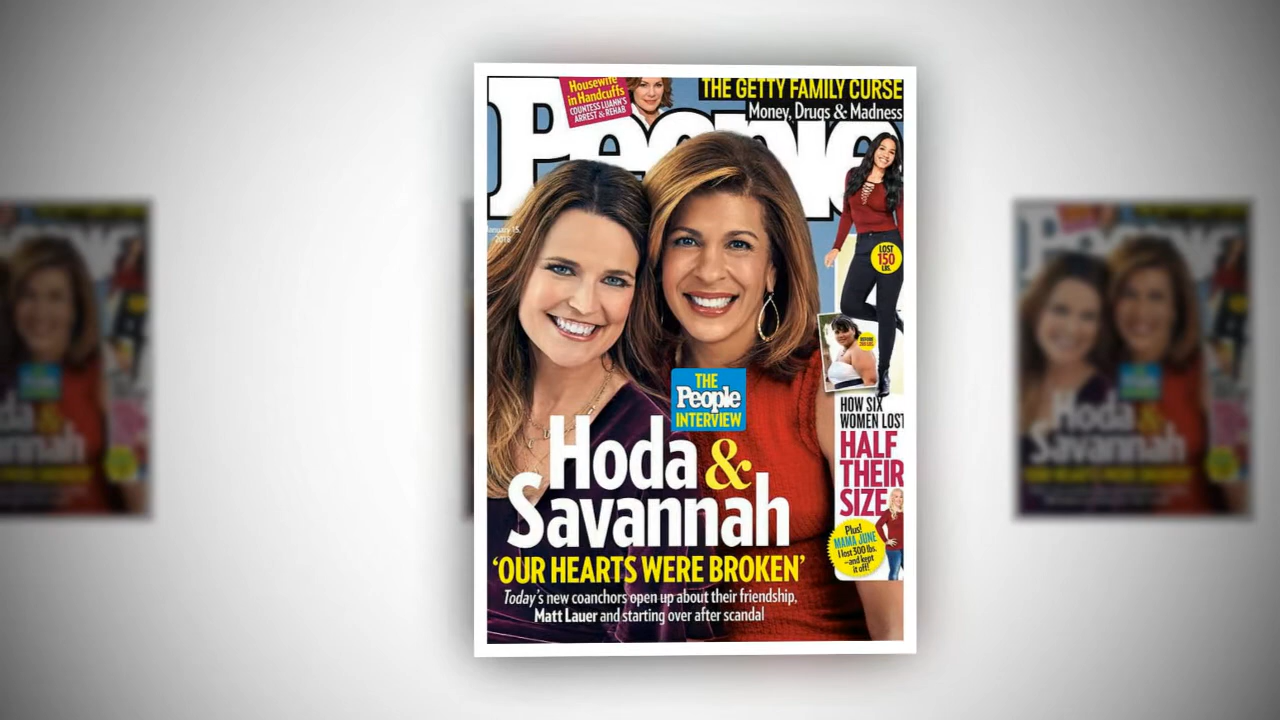 Housewife
in Handcuffs
COUNTESS LUANN'S
ARREST & REHAB
THE GETTY FAMILY CURSE
Money, Drugs & Madness
People
January 15,
2018
LOST
150
LBS.
THE
People
INTERVIEW
Hoda &
Savannah
'OUR HEARTS WERE BROKEN'
Today's new coanchors open up about their friendship,
Matt Lauer and starting over after scandal
HOW SIX
WOMEN LOST
HALF
THEIR
SIZE
Plus!
MAMA JUNE
I lost 300 lbs.
—and kept
it off!